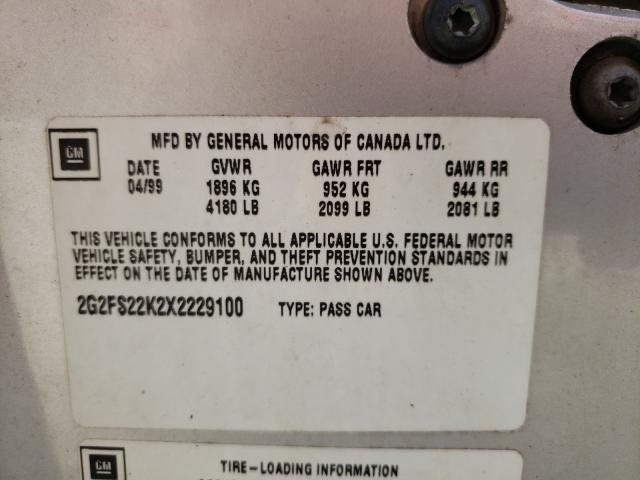 GM
MFD BY GENERAL MOTORS OF CANADA LTD.
DATE GVWR GAWR FRT GAWR RR
04/99 1896 KG 952 KG 944 KG
4180 LB 2099 LB 2081 LB
THIS VEHICLE CONFORMS TO ALL APPLICABLE U.S. FEDERAL MOTOR
VEHICLE SAFETY, BUMPER, AND THEFT PREVENTION STANDARDS IN
EFFECT ON THE DATE OF MANUFACTURE SHOWN ABOVE.
2G2FS22K2X2229100 TYPE: PASS CAR
GM
TIRE-LOADING INFORMATION